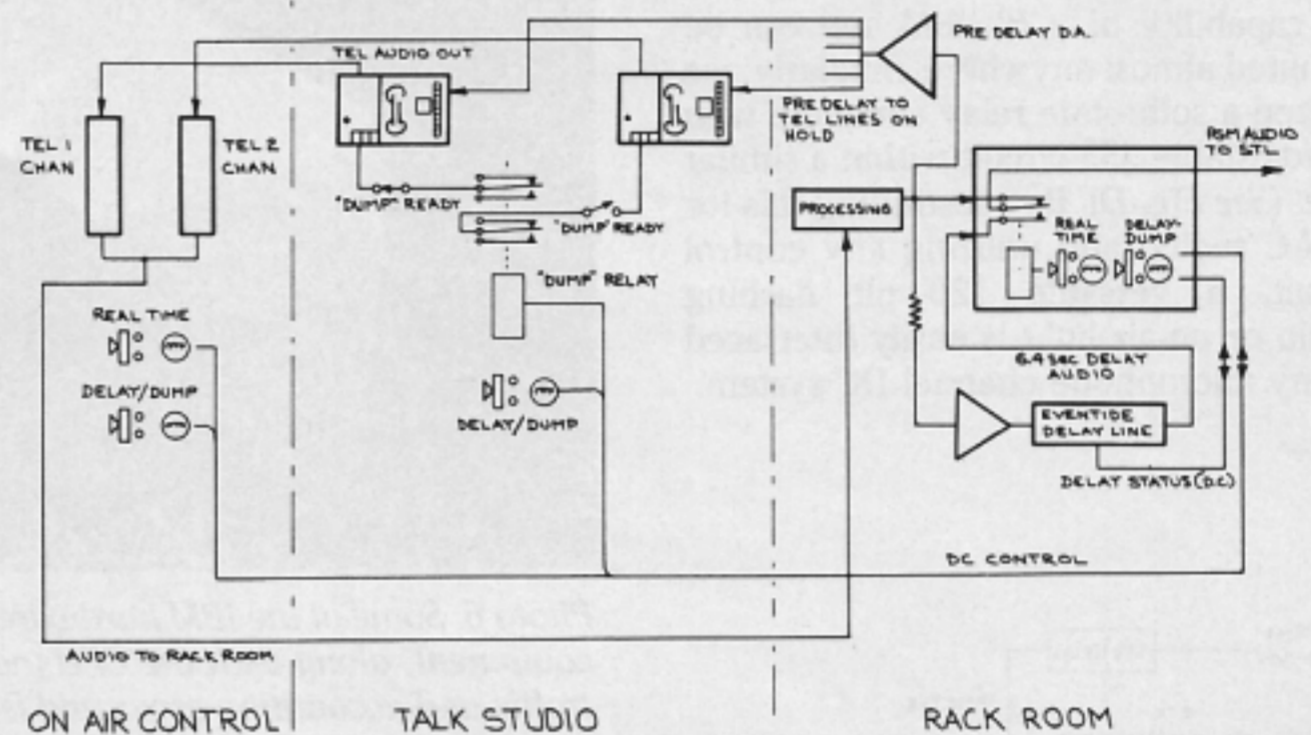 TEL AUDIO OUT
PRE DELAY D.A.
PRE DELAY TO
TEL LINES ON
HOLD
TEL 1
CHAN
TEL 2
CHAN.
"DUMP" READY
"DUMP" READY
"DUMP" RELAY
REAL TIME
DELAY/DUMP
DELAY/DUMP
PROCESSING
AUDIO
TO STL.
REAL
TIME
DELAY-
DUMP
6.4 SEC DELAY
AUDIO
EVENTIDE
DELAY LINE
DELAY STATUS (D.C.)
DC CONTROL
AUDIO TO RACK ROOM
ON AIR CONTROL
TALK STUDIO
RACK ROOM